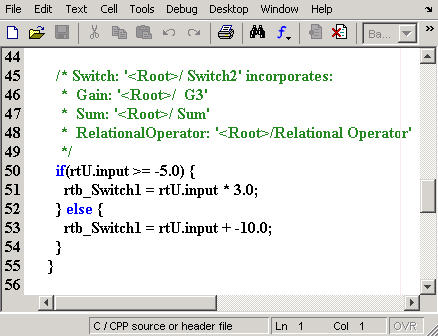 File Edit Text Cell Tools Debug Desktop Window
Ba...
44
45 /* Switch: '<Root>/ Switch2' incorporates:
46 * Gain: '<Root>/ G3'
47 * Sum: '<Root>/ Sum'
48 * RelationalOperator: '<Root>/Relational Operator'
49 */
50 if(rtU.input >= -5.0) {
51 rtb_Switch1 = rtU.input * 3.0;
52 } else {
53 rtb_Switch1 = rtU.input + -10.0;
54 }
55 }
56
C / CPP source or header file Ln 1 Col 1 OVR